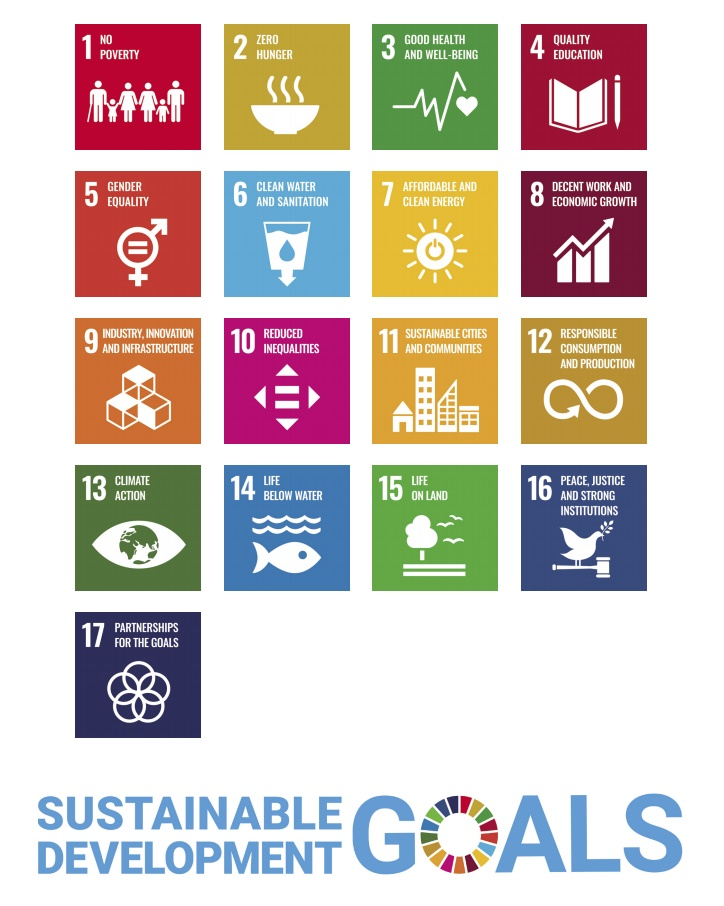 1 NO
POVERTY
2 ZERO
HUNGER
3 GOOD HEALTH
AND WELL-BEING
4 QUALITY
EDUCATION
5 GENDER
EQUALITY
6 CLEAN WATER
AND SANITATION
7 AFFORDABLE AND
CLEAN ENERGY
8 DECENT WORK AND
ECONOMIC GROWTH
9 INDUSTRY, INNOVATION
AND INFRASTRUCTURE
10 REDUCED
INEQUALITIES
11 SUSTAINABLE CITIES
AND COMMUNITIES
12 RESPONSIBLE
CONSUMPTION
AND PRODUCTION
13 CLIMATE
ACTION
14 LIFE
BELOW WATER
15 LIFE
ON LAND
16 PEACE, JUSTICE
AND STRONG
INSTITUTIONS
17 PARTNERSHIPS
FOR THE GOALS
SUSTAINABLE
DEVELOPMENT
GOALS